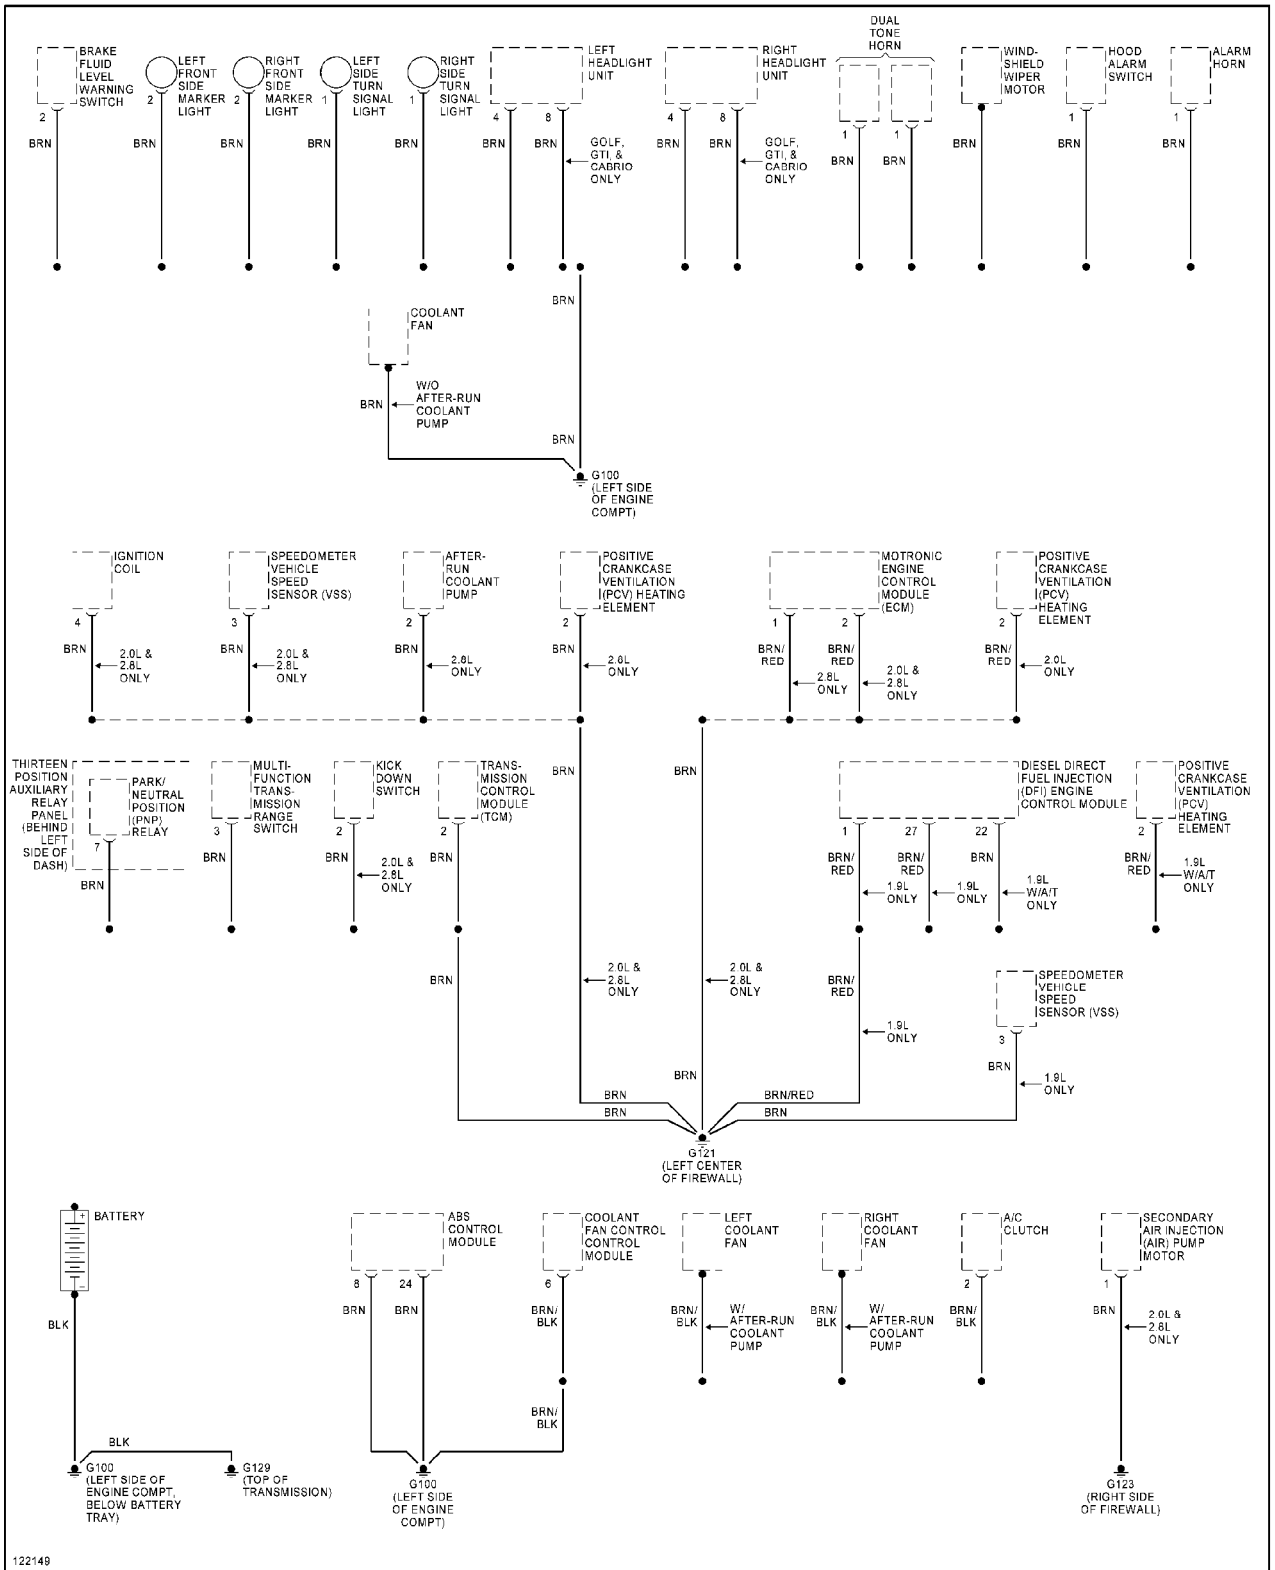 BRAKE
FLUID
LEVEL
WARNING
SWITCH
2
BRN
LEFT
FRONT
SIDE
MARKER
LIGHT
2
BRN
RIGHT
FRONT
SIDE
MARKER
LIGHT
2
BRN
LEFT
SIDE
TURN
SIGNAL
LIGHT
1
BRN
RIGHT
SIDE
TURN
SIGNAL
LIGHT
1
BRN
LEFT
HEADLIGHT
UNIT
4
8
BRN
BRN
GOLF,
GTI, &
CABRIO
ONLY
RIGHT
HEADLIGHT
UNIT
4
8
BRN
BRN
GOLF,
GTI, &
CABRIO
ONLY
DUAL
TONE
HORN
1
1
BRN
BRN
WIND-
SHIELD
WIPER
MOTOR
BRN
HOOD
ALARM
SWITCH
1
BRN
ALARM
HORN
1
BRN
BRN
COOLANT
FAN
BRN
W/O
AFTER-RUN
COOLANT
PUMP
BRN
G100
(LEFT SIDE
OF ENGINE
COMPT)
IGNITION
COIL
4
BRN
2.0L &
2.8L
ONLY
SPEEDOMETER
VEHICLE
SPEED
SENSOR (VSS)
3
BRN
2.0L &
2.8L
ONLY
AFTER-
RUN
COOLANT
PUMP
2
BRN
2.8L
ONLY
POSITIVE
CRANKCASE
VENTILATION
(PCV) HEATING
ELEMENT
2
BRN
2.8L
ONLY
MOTRONIC
ENGINE
CONTROL
MODULE
(ECM)
1
2
BRN/
RED
2.8L
ONLY
BRN/
RED
2.0L &
2.8L
ONLY
POSITIVE
CRANKCASE
VENTILATION
(PCV)
HEATING
ELEMENT
2
BRN/
RED
2.0L
ONLY
THIRTEEN
POSITION
AUXILIARY
RELAY
PANEL
(BEHIND
LEFT
SIDE OF
DASH)
PARK/
NEUTRAL
POSITION
(PNP)
RELAY
7
BRN
MULTI-
FUNCTION
TRANS-
MISSION
RANGE
SWITCH
3
BRN
KICK
DOWN
SWITCH
2
BRN
2.0L &
2.8L
ONLY
TRANS-
MISSION
CONTROL
MODULE
(TCM)
2
BRN
BRN
BRN
DIESEL DIRECT
FUEL INJECTION
(DFI) ENGINE
CONTROL MODULE
1
27
22
BRN/
RED
1.9L
ONLY
BRN/
RED
1.9L
ONLY
BRN
1.9L
W/A/T
ONLY
POSITIVE
CRANKCASE
VENTILATION
(PCV)
HEATING
ELEMENT
2
BRN/
RED
1.9L
W/A/T
ONLY
BRN
2.0L &
2.8L
ONLY
2.0L &
2.8L
ONLY
BRN/
RED
1.9L
ONLY
SPEEDOMETER
VEHICLE
SPEED
SENSOR (VSS)
3
BRN
1.9L
ONLY
BRN
BRN
BRN
BRN/RED
BRN
G121
(LEFT CENTER
OF FIREWALL)
+
BATTERY
-
BLK
BLK
G100
(LEFT SIDE OF
ENGINE COMPT,
BELOW BATTERY
TRAY)
G129
(TOP OF
TRANSMISSION)
ABS
CONTROL
MODULE
8
24
BRN
BRN
COOLANT
FAN CONTROL
CONTROL
MODULE
6
BRN/
BLK
BRN/
BLK
G100
(LEFT SIDE
OF ENGINE
COMPT)
LEFT
COOLANT
FAN
BRN/
BLK
W/
AFTER-RUN
COOLANT
PUMP
RIGHT
COOLANT
FAN
BRN/
BLK
W/
AFTER-RUN
COOLANT
PUMP
A/C
CLUTCH
2
BRN/
BLK
SECONDARY
AIR INJECTION
(AIR) PUMP
MOTOR
1
BRN
2.0L &
2.8L
ONLY
G123
(RIGHT SIDE
OF FIREWALL)
122149